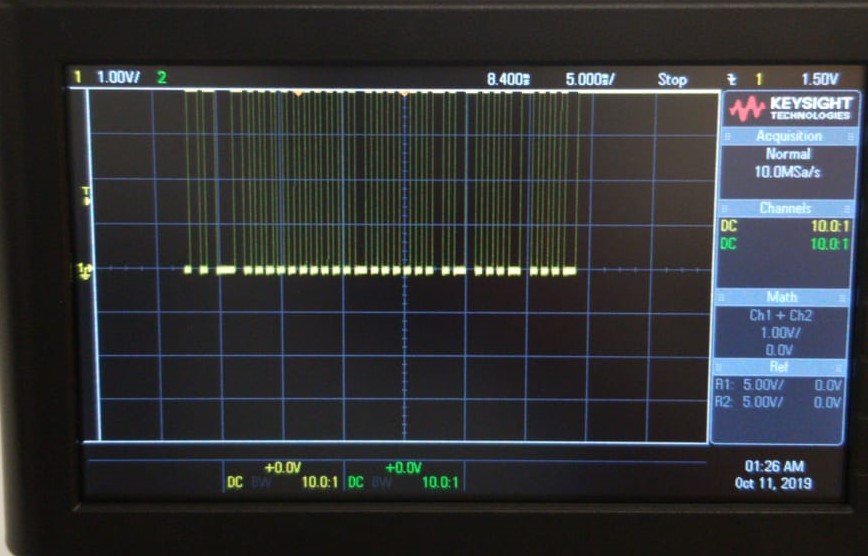 1 1.00V/ 2 8.400ms 5.000ms/ Stop 1 1.50V
KEYSIGHT
TECHNOLOGIES
Acquisition
Normal
10.0MSa/s
Channels
DC 10.0:1
DC 10.0:1
T
1
Math
Ch1 + Ch2
1.00V/
0.0V
Ref
R1: 5.00V/ 0.0V
R2: 5.00V/ 0.0V
+0.0V +0.0V
DC BW 10.0:1 DC BW 10.0:1
01:26 AM
Oct 11, 2019